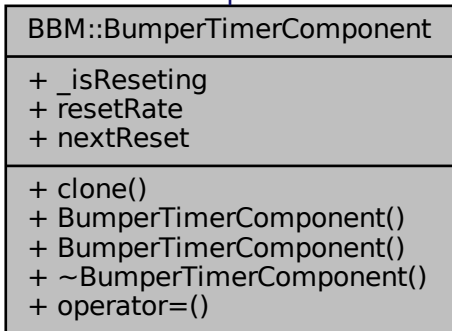 BBM::BumperTimerComponent
+ _isReseting
+ resetRate
+ nextReset
+ clone()
+ BumperTimerComponent()
+ BumperTimerComponent()
+ ~BumperTimerComponent()
+ operator=()